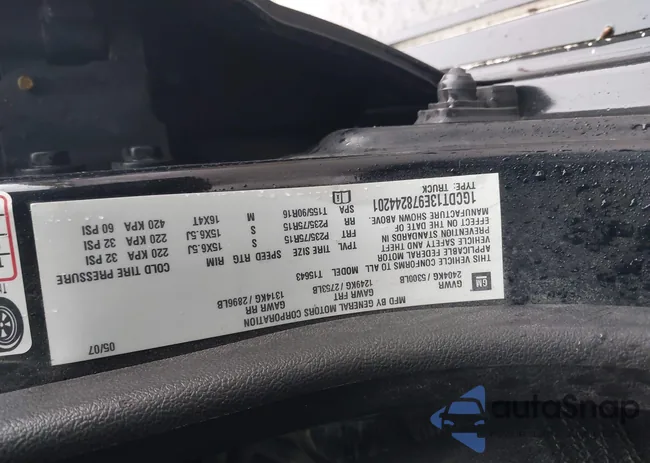 MFD BY GENERAL MOTORS CORPORATION
05/07
GVWR
GAWR FRT
GAWR RR
2404KG / 5300LB
1249KG / 2753LB
1314KG / 2896LB
THIS VEHICLE CONFORMS TO ALL
APPLICABLE FEDERAL MOTOR
VEHICLE SAFETY AND THEFT
PREVENTION STANDARDS IN
EFFECT ON THE DATE OF
MANUFACTURE SHOWN ABOVE.
1GCDT13E978244201
TYPE: TRUCK
MODEL: T15643
TPVL TIRE SIZE SPEED RTG RIM COLD TIRE PRESSURE
FRT P235/75R15 S 15X6.5J 220 KPA / 32 PSI
RR P235/75R15 S 15X6.5J 220 KPA / 32 PSI
SPA T155/90R16 M 16X4T 420 KPA / 60 PSI
GM
autoSnap